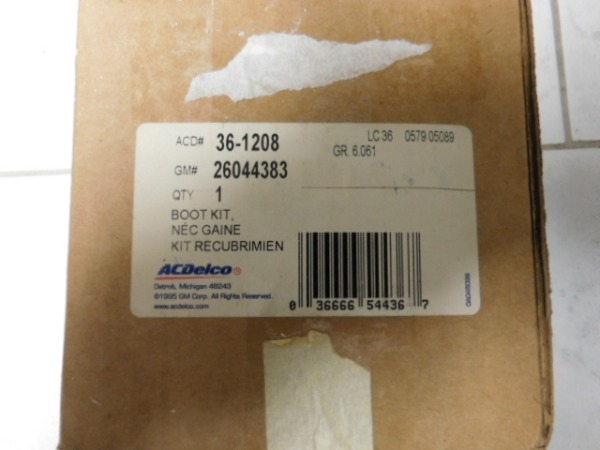 ACD# 36-1208 LC 36 0579 05089
GR. 6.061
GM# 26044383
QTY 1
BOOT KIT,
NÉC GAINE
KIT RECUBRIMIEN
ACDelco®
Detroit, Michigan 48243
©1995 GM Corp. All Rights Reserved
www.acdelco.com
0 36666 54436 7